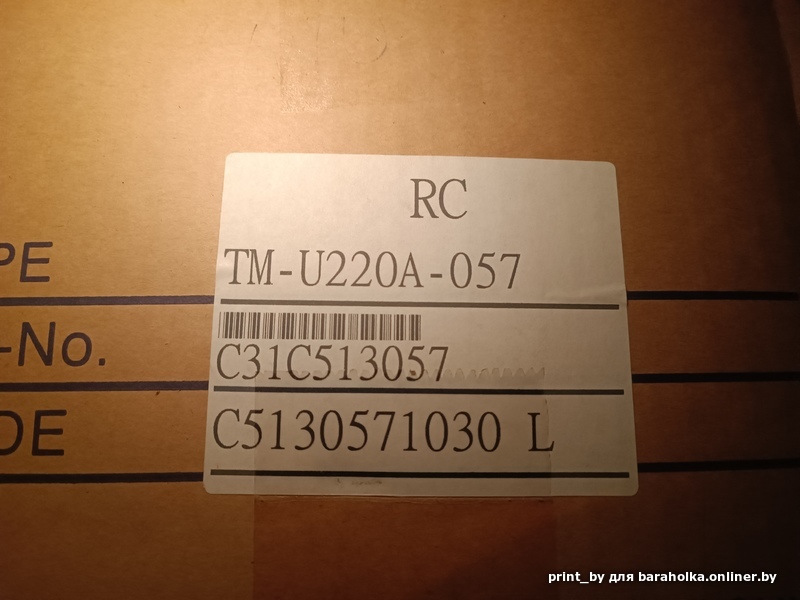 RC
PE
TM-U220A-057
-No.
C31C513057
DE
C5130571030 L
print_by для baraholka.onliner.by